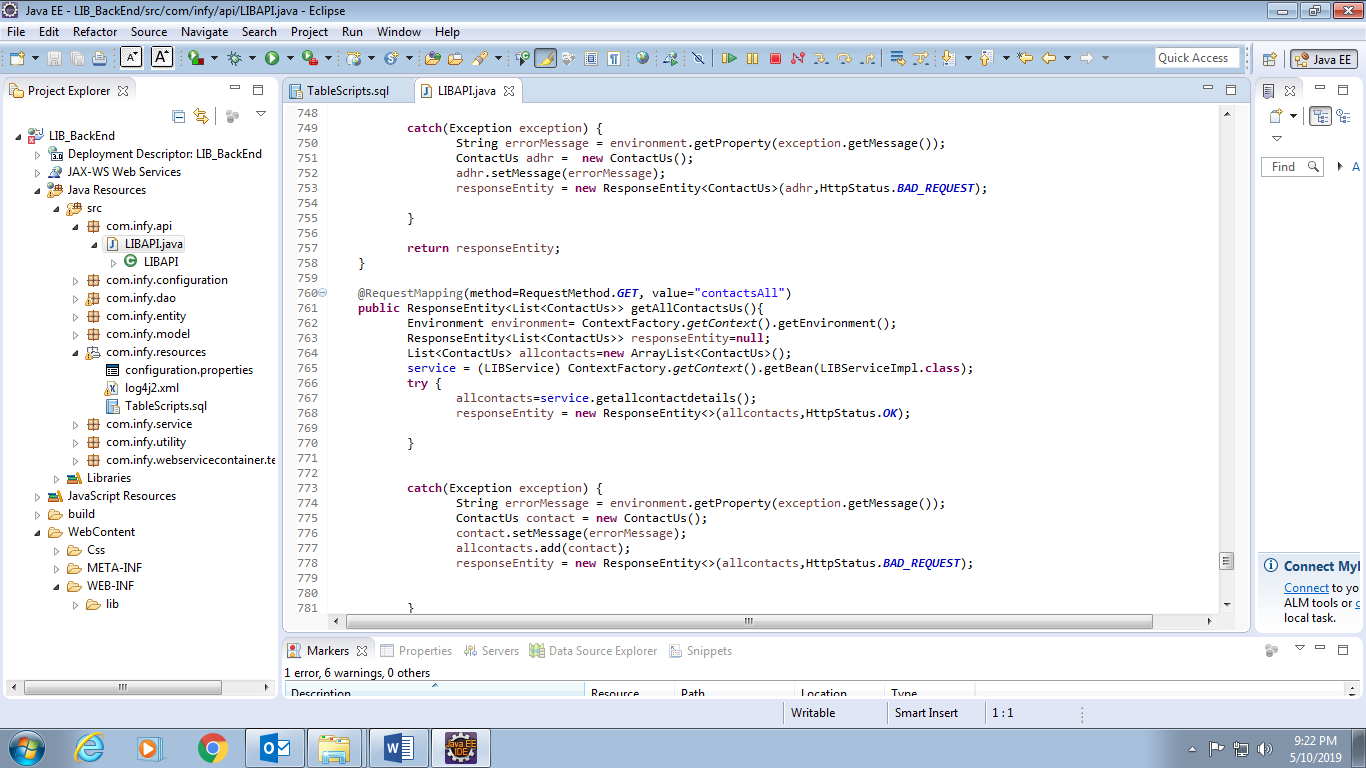 Java EE - LIB_BackEnd/src/com/infy/api/LIBAPI.java - Eclipse
File Edit Refactor Source Navigate Search Project Run Window Help
Quick Access
Java EE
Project Explorer
LIB_BackEnd
Deployment Descriptor: LIB_BackEnd
JAX-WS Web Services
Java Resources
src
com.infy.api
LIBAPI.java
LIBAPI
com.infy.configuration
com.infy.dao
com.infy.entity
com.infy.model
com.infy.resources
configuration.properties
log4j2.xml
TableScripts.sql
com.infy.service
com.infy.utility
com.infy.webservicecontainer.te
Libraries
JavaScript Resources
build
WebContent
Css
META-INF
WEB-INF
lib
TableScripts.sql LIBAPI.java
748
749 catch(Exception exception) {
750 String errorMessage = environment.getProperty(exception.getMessage());
751 ContactUs adhr =  new ContactUs();
752 adhr.setMessage(errorMessage);
753 responseEntity = new ResponseEntity<ContactUs>(adhr,HttpStatus.BAD_REQUEST);
754
755 }
756
757 return responseEntity;
758 }
759
760 @RequestMapping(method=RequestMethod.GET, value="contactsAll")
761 public ResponseEntity<List<ContactUs>> getAllContactsUs(){
762 Environment environment= ContextFactory.getContext().getEnvironment();
763 ResponseEntity<List<ContactUs>> responseEntity=null;
764 List<ContactUs> allcontacts=new ArrayList<ContactUs>();
765 service = (LIBService) ContextFactory.getContext().getBean(LIBServiceImpl.class);
766 try {
767 allcontacts=service.getallcontactdetails();
768 responseEntity = new ResponseEntity<>(allcontacts,HttpStatus.OK);
769
770 }
771
772
773 catch(Exception exception) {
774 String errorMessage = environment.getProperty(exception.getMessage());
775 ContactUs contact = new ContactUs();
776 contact.setMessage(errorMessage);
777 allcontacts.add(contact);
778 responseEntity = new ResponseEntity<>(allcontacts,HttpStatus.BAD_REQUEST);
779
780
781 }
Find A
Connect Myl
Connect to yo
ALM tools or c
local task.
Markers Properties Servers Data Source Explorer Snippets
1 error, 6 warnings, 0 others
Description Resource Path Location Type
Writable Smart Insert 1 : 1
9:22 PM
5/10/2019